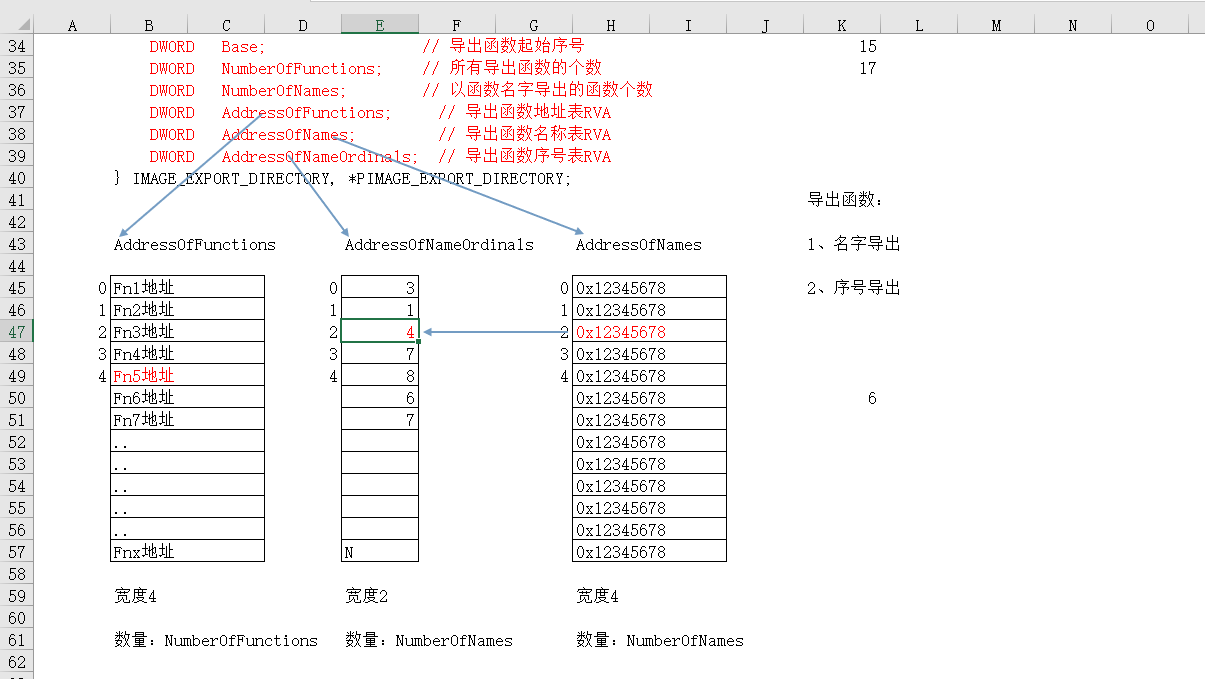 A B C D E F G H I J K L M N O
34 DWORD Base; // 导出函数起始序号 15
35 DWORD NumberOfFunctions; // 所有导出函数的个数 17
36 DWORD NumberOfNames; // 以函数名字导出的函数个数
37 DWORD AddressOfFunctions; // 导出函数地址表RVA
38 DWORD AddressOfNames; // 导出函数名称表RVA
39 DWORD AddressOfNameOrdinals; // 导出函数序号表RVA
40 } IMAGE_EXPORT_DIRECTORY, *PIMAGE_EXPORT_DIRECTORY;
41 导出函数：
42
43 AddressOfFunctions AddressOfNameOrdinals AddressOfNames 1、名字导出
44
45 0 Fn1地址 0 3 0 0x12345678 2、序号导出
46 1 Fn2地址 1 1 1 0x12345678
47 2 Fn3地址 2 4 2 0x12345678
48 3 Fn4地址 3 7 3 0x12345678
49 4 Fn5地址 4 8 4 0x12345678
50 Fn6地址 6 0x12345678 6
51 Fn7地址 7 0x12345678
52 .. 0x12345678
53 .. 0x12345678
54 .. 0x12345678
55 .. 0x12345678
56 .. 0x12345678
57 Fnx地址 N 0x12345678
58
59 宽度4 宽度2 宽度4
60
61 数量：NumberOfFunctions 数量：NumberOfNames 数量：NumberOfNames
62